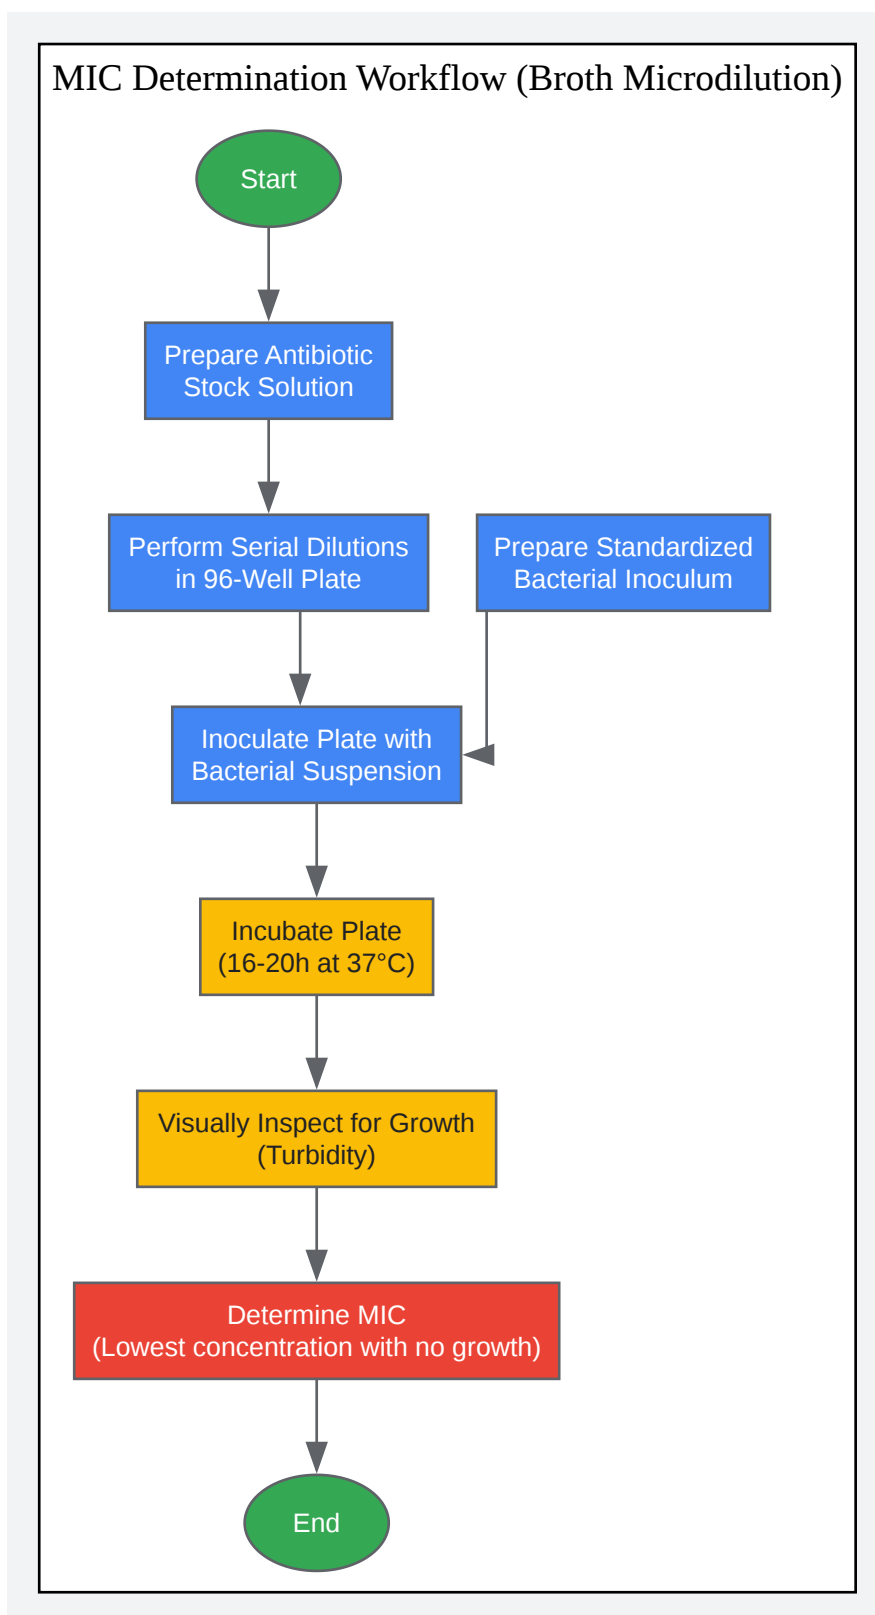 MIC Determination Workflow (Broth Microdilution)
Start
Prepare Antibiotic
Stock Solution
Perform Serial Dilutions
in 96-Well Plate
Prepare Standardized
Bacterial Inoculum
Inoculate Plate with
Bacterial Suspension
Incubate Plate
(16-20h at 37°C)
Visually Inspect for Growth
(Turbidity)
Determine MIC
(Lowest concentration with no growth)
End